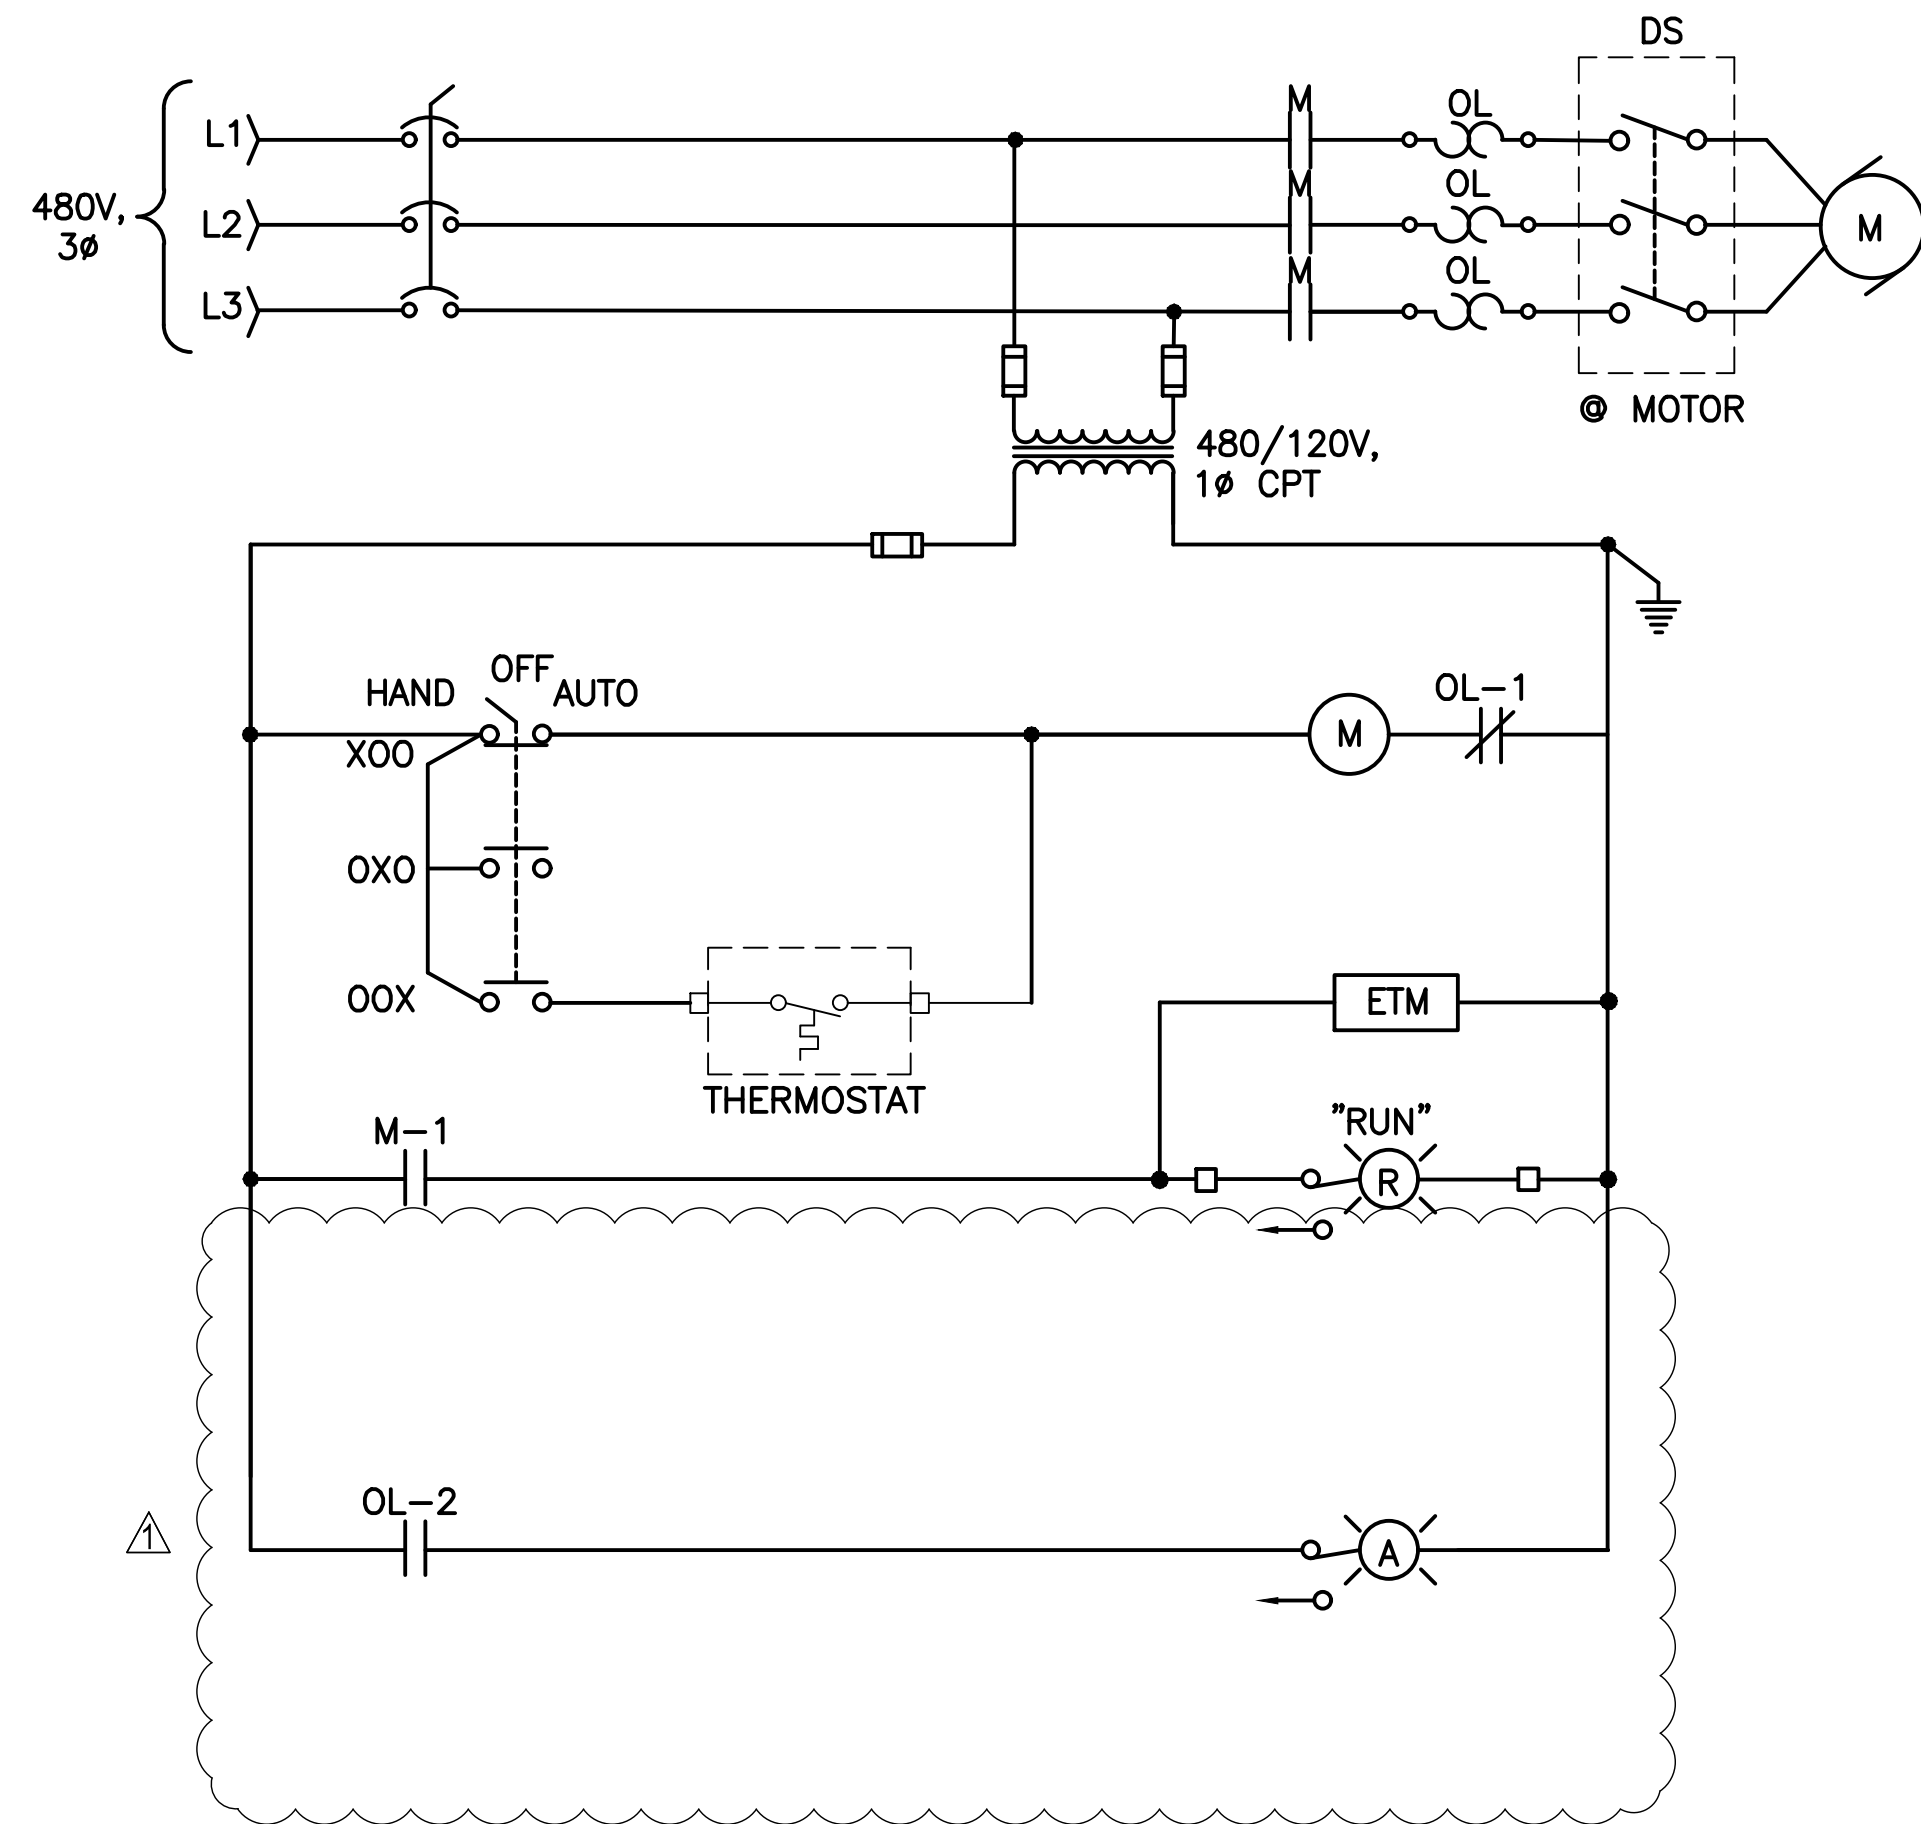 DS
L1
M
OL
480V,
3ø
L2
M
OL
M
L3
M
OL
@ MOTOR
480/120V,
1ø CPT
HAND
OFF
AUTO
XOO
M
OL-1
OXO
OOX
ETM
THERMOSTAT
M-1
"RUN"
R
OL-2
1
A